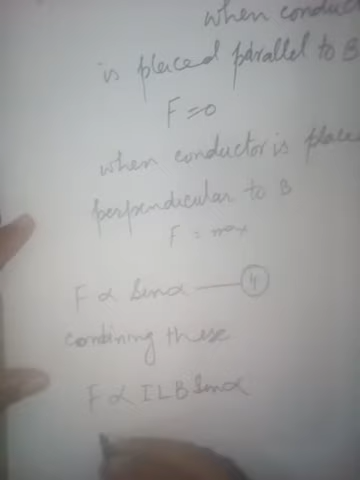 when conduct
is placed parallel to B
F=0
when conductor is place
perpendicular to B
F = max
F ∝ Sinα — 4
combining these
F ∝ ILB Sinα